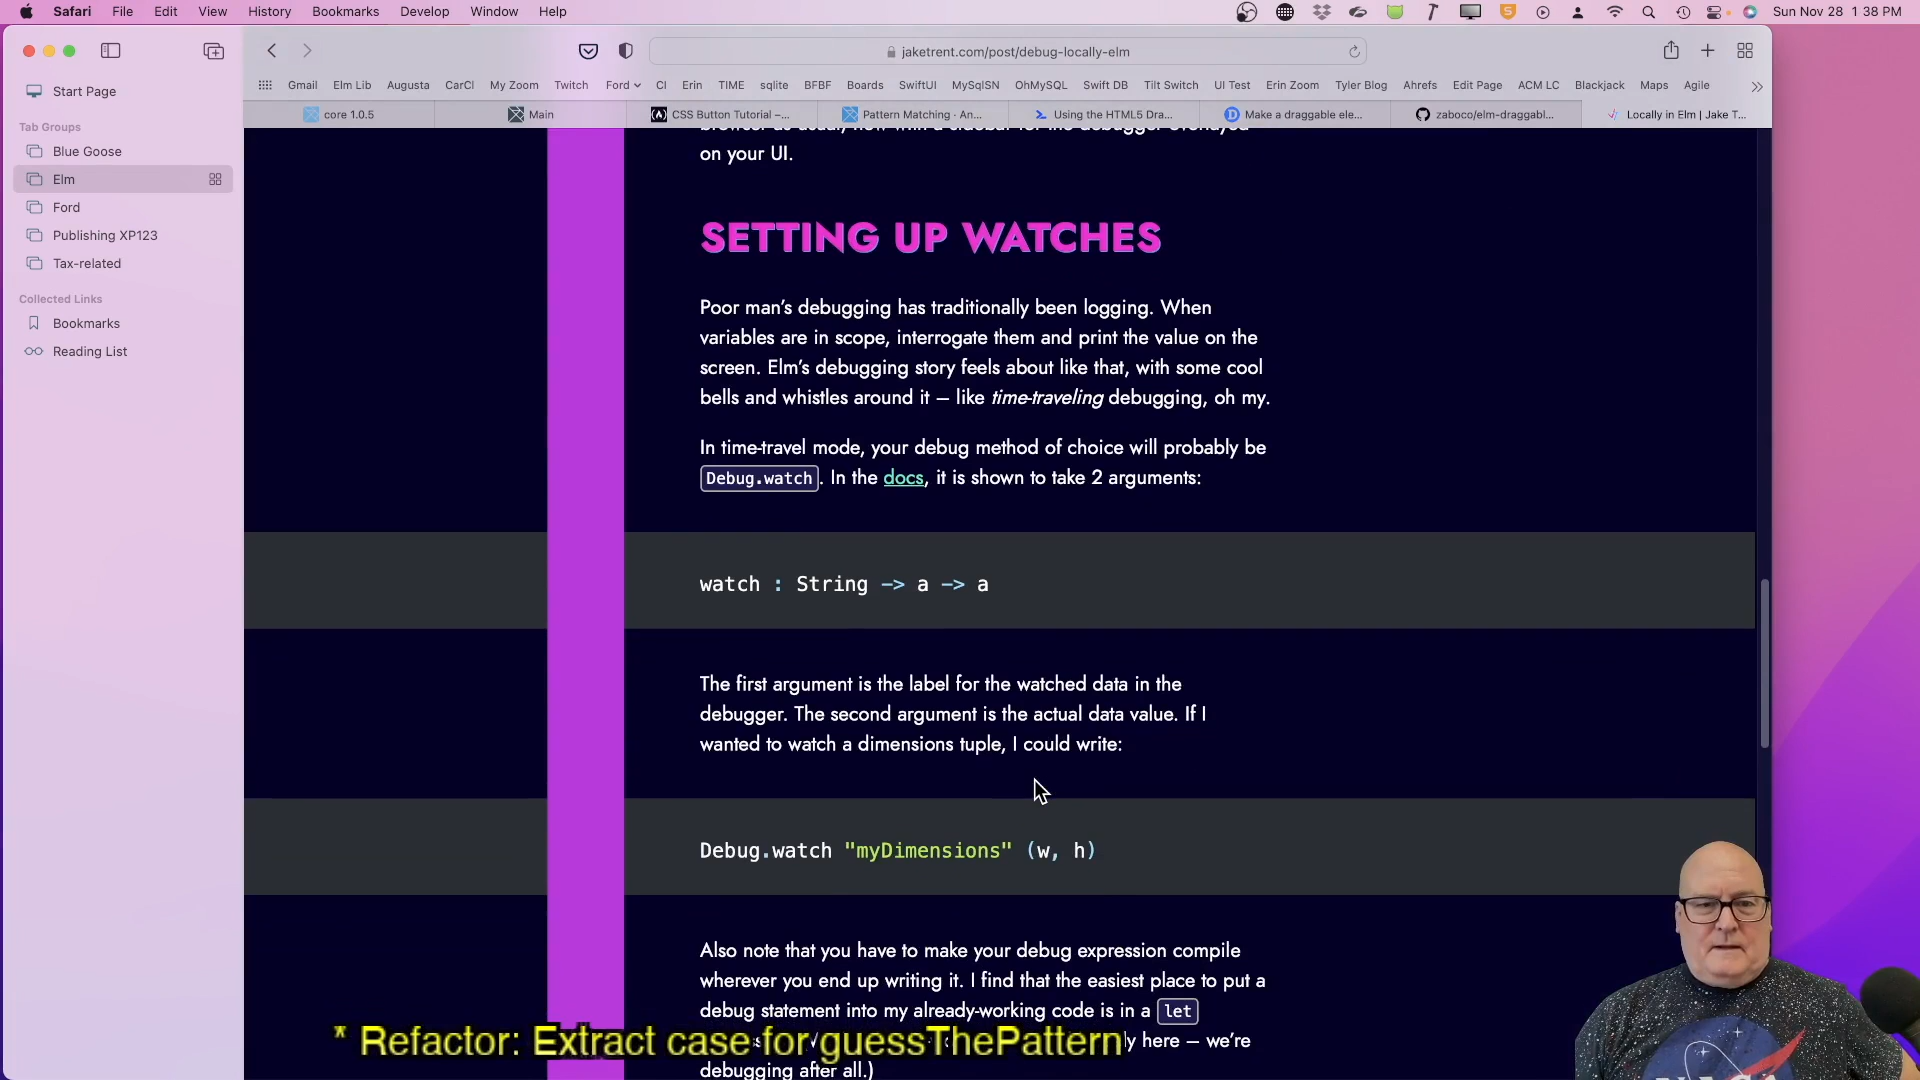 Safari File Edit View History Bookmarks Develop Window Help
Sun Nov 28 1:38 PM
jaketrent.com/post/debug-locally-elm
Gmail Elm Lib Augusta CarCl My Zoom Twitch Ford CI Erin TIME sqlite BFBF Boards SwiftUI MySqlSN OhMySQL Swift DB Tilt Switch UI Test Erin Zoom Tyler Blog Ahrefs Edit Page ACM LC Blackjack Maps Agile
core 1.0.5 Main CSS Button Tutorial –... Pattern Matching · An... Using the HTML5 Dra... Make a draggable ele... zaboco/elm-draggabl... Locally in Elm | Jake T...
Start Page
Tab Groups
Blue Goose
Elm
Ford
Publishing XP123
Tax-related
Collected Links
Bookmarks
Reading List
on your UI.
SETTING UP WATCHES
Poor man's debugging has traditionally been logging. When
variables are in scope, interrogate them and print the value on the
screen. Elm's debugging story feels about like that, with some cool
bells and whistles around it – like time-traveling debugging, oh my.
In time-travel mode, your debug method of choice will probably be
Debug.watch. In the docs, it is shown to take 2 arguments:
watch : String -> a -> a
The first argument is the label for the watched data in the
debugger. The second argument is the actual data value. If I
wanted to watch a dimensions tuple, I could write:
Debug.watch "myDimensions" (w, h)
Also note that you have to make your debug expression compile
wherever you end up writing it. I find that the easiest place to put a
debug statement into my already-working code is in a let
* Refactor: Extract case for guessThePattern
here – we're
debugging after all.)